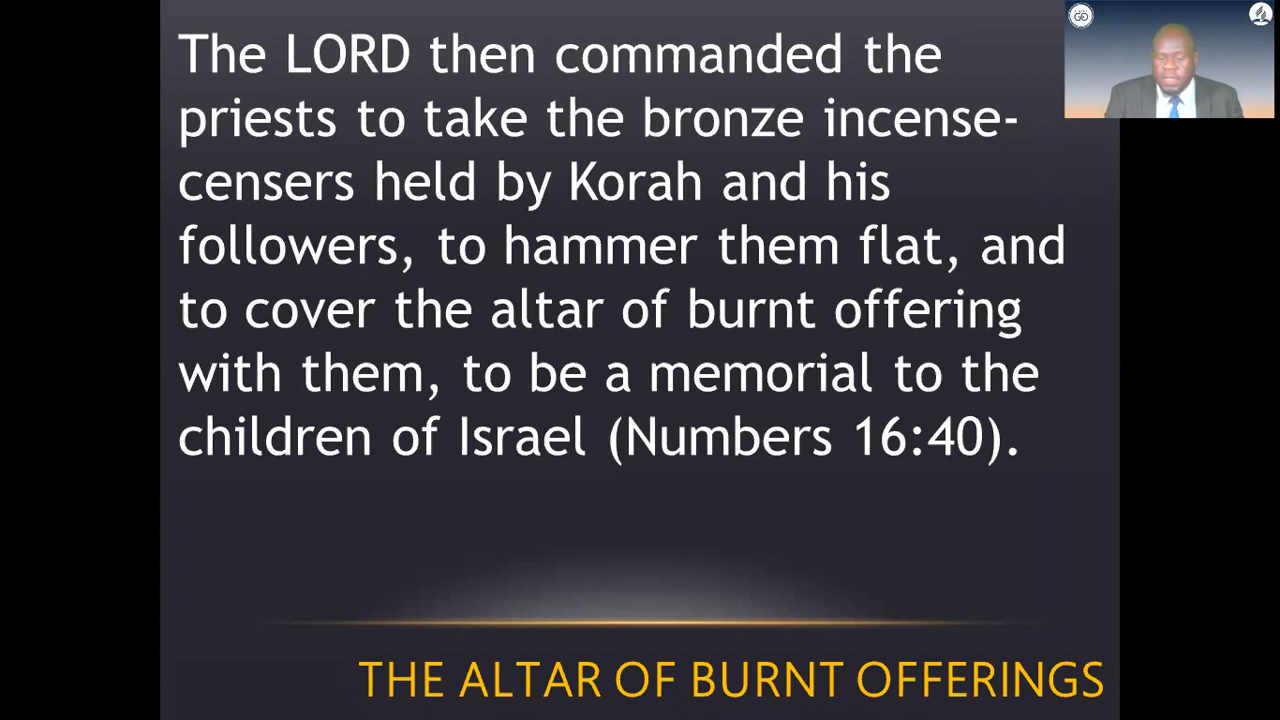 The LORD then commanded the
priests to take the bronze incense-
censers held by Korah and his
followers, to hammer them flat, and
to cover the altar of burnt offering
with them, to be a memorial to the
children of Israel (Numbers 16:40).
THE ALTAR OF BURNT OFFERINGS